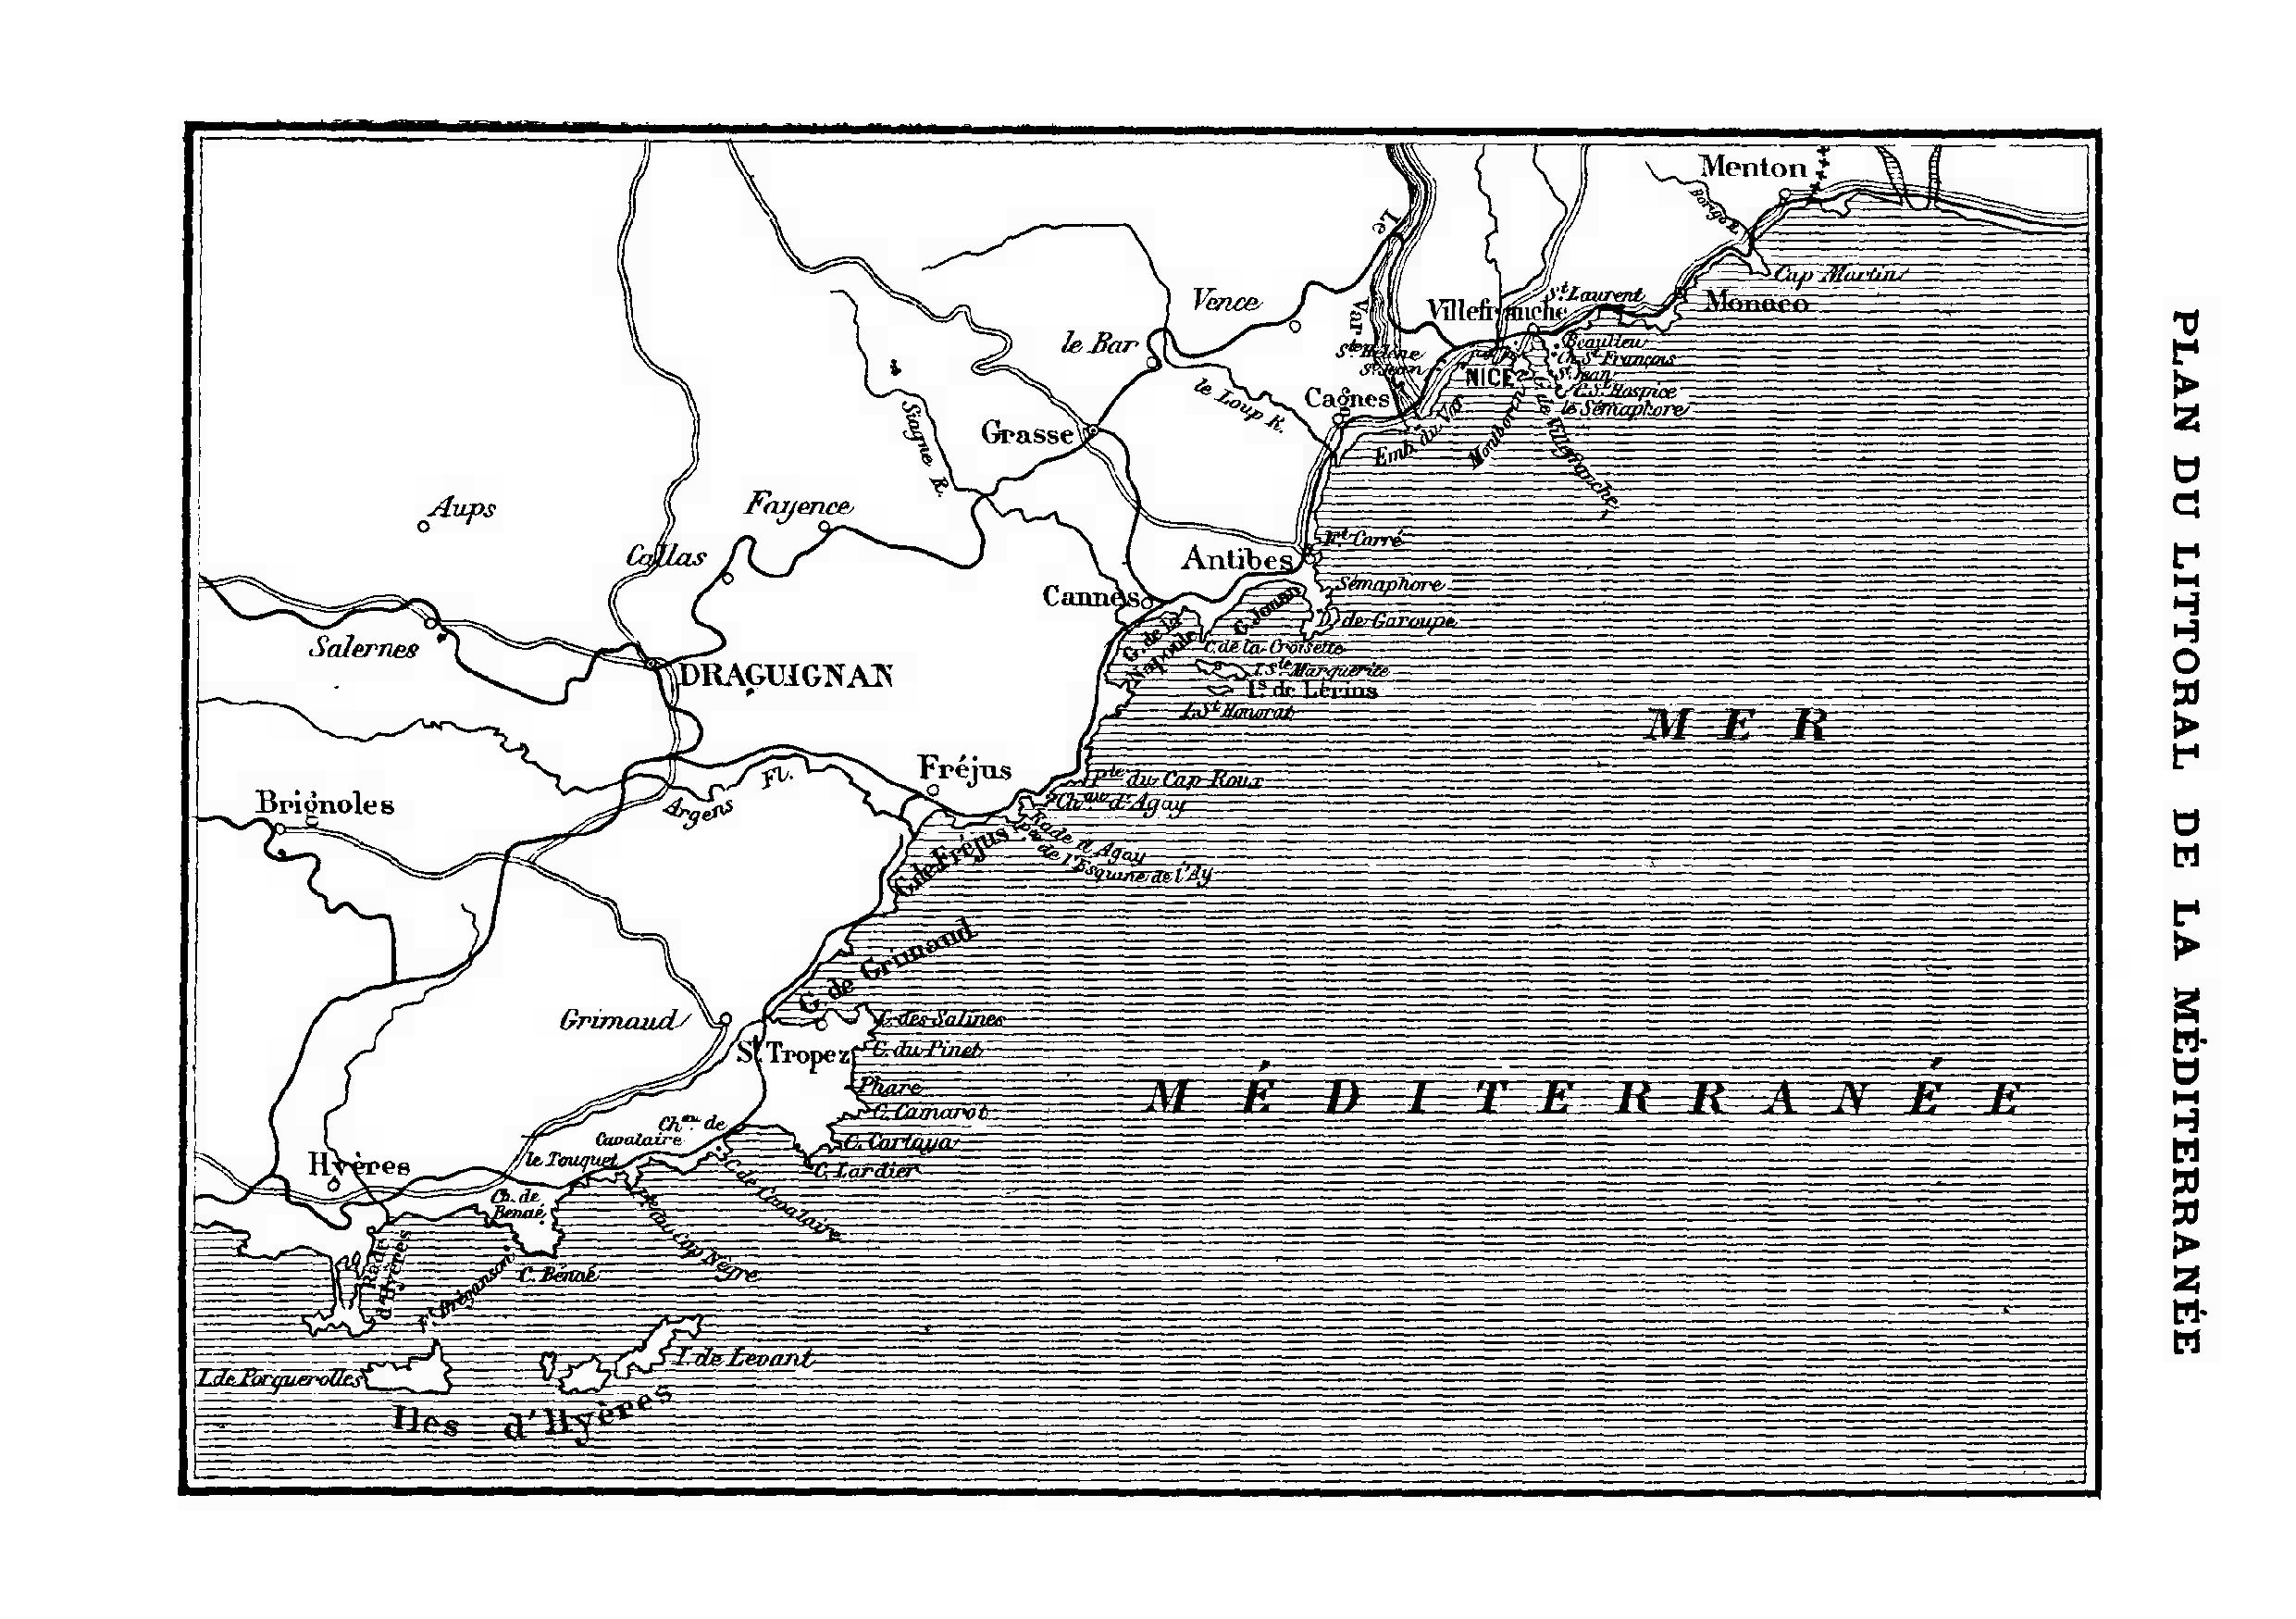 PLAN DU LITTORAL DE LA MÉDITERRANÉE
Menton
Borigo R.
Cap Martin
Monaco
St. Laurent
Villefranche
Beaulieu
Ch. St. François
St. Jean
C. St. Hospice
le Sémaphore
G. de Villefranche
Montboron
NICE
Le
Var
Ste Hélène
St. Jean
Emb. du Var
Vence
le Bar
le Loup R.
Cagnes
Grasse
Siagne R.
Aups
Fayence
Callas
Antibes
Ft. Carré
Sémaphore
de Garoupe
G. Jouan
Cannes
G. de la Napoule
C. de la Croisette
I. Ste Marguerite
Is. de Lérins
I. St Honorat
Salernes
DRAGUIGNAN
MER
Fréjus
Pte du Cap Roux
Chau d'Agay
Rade d'Agay
Pte de l'Esquine de l'Ay
Brignoles
Argens Fl.
G. de Fréjus
G. de Grimaud
Grimaud
C. des Salines
St. Tropez
C. du Pinet
Phare
MÉDITERRANÉE
C. Camarot
Chau. de
Cavalaire
C. Cartaya
C. Lardier
le Touquet
C. de Cavalaire
Hyères
Ch. de
Benaé
Pte du Cap Nègre
Rade
d'Hyères
Ft. Bréganson
C. Bénaé
I. de Levant
I. de Porquerolles
Iles d'Hyères